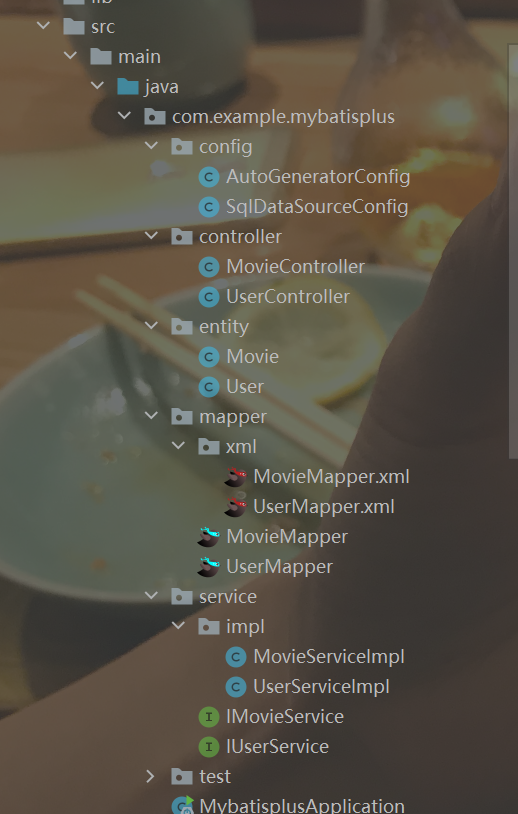 lib
src
main
java
com.example.mybatisplus
config
C AutoGeneratorConfig
C SqlDataSourceConfig
controller
C MovieController
C UserController
entity
C Movie
C User
mapper
xml
MovieMapper.xml
UserMapper.xml
MovieMapper
UserMapper
service
impl
C MovieServiceImpl
C UserServiceImpl
I IMovieService
I IUserService
test
C MybatisplusApplication